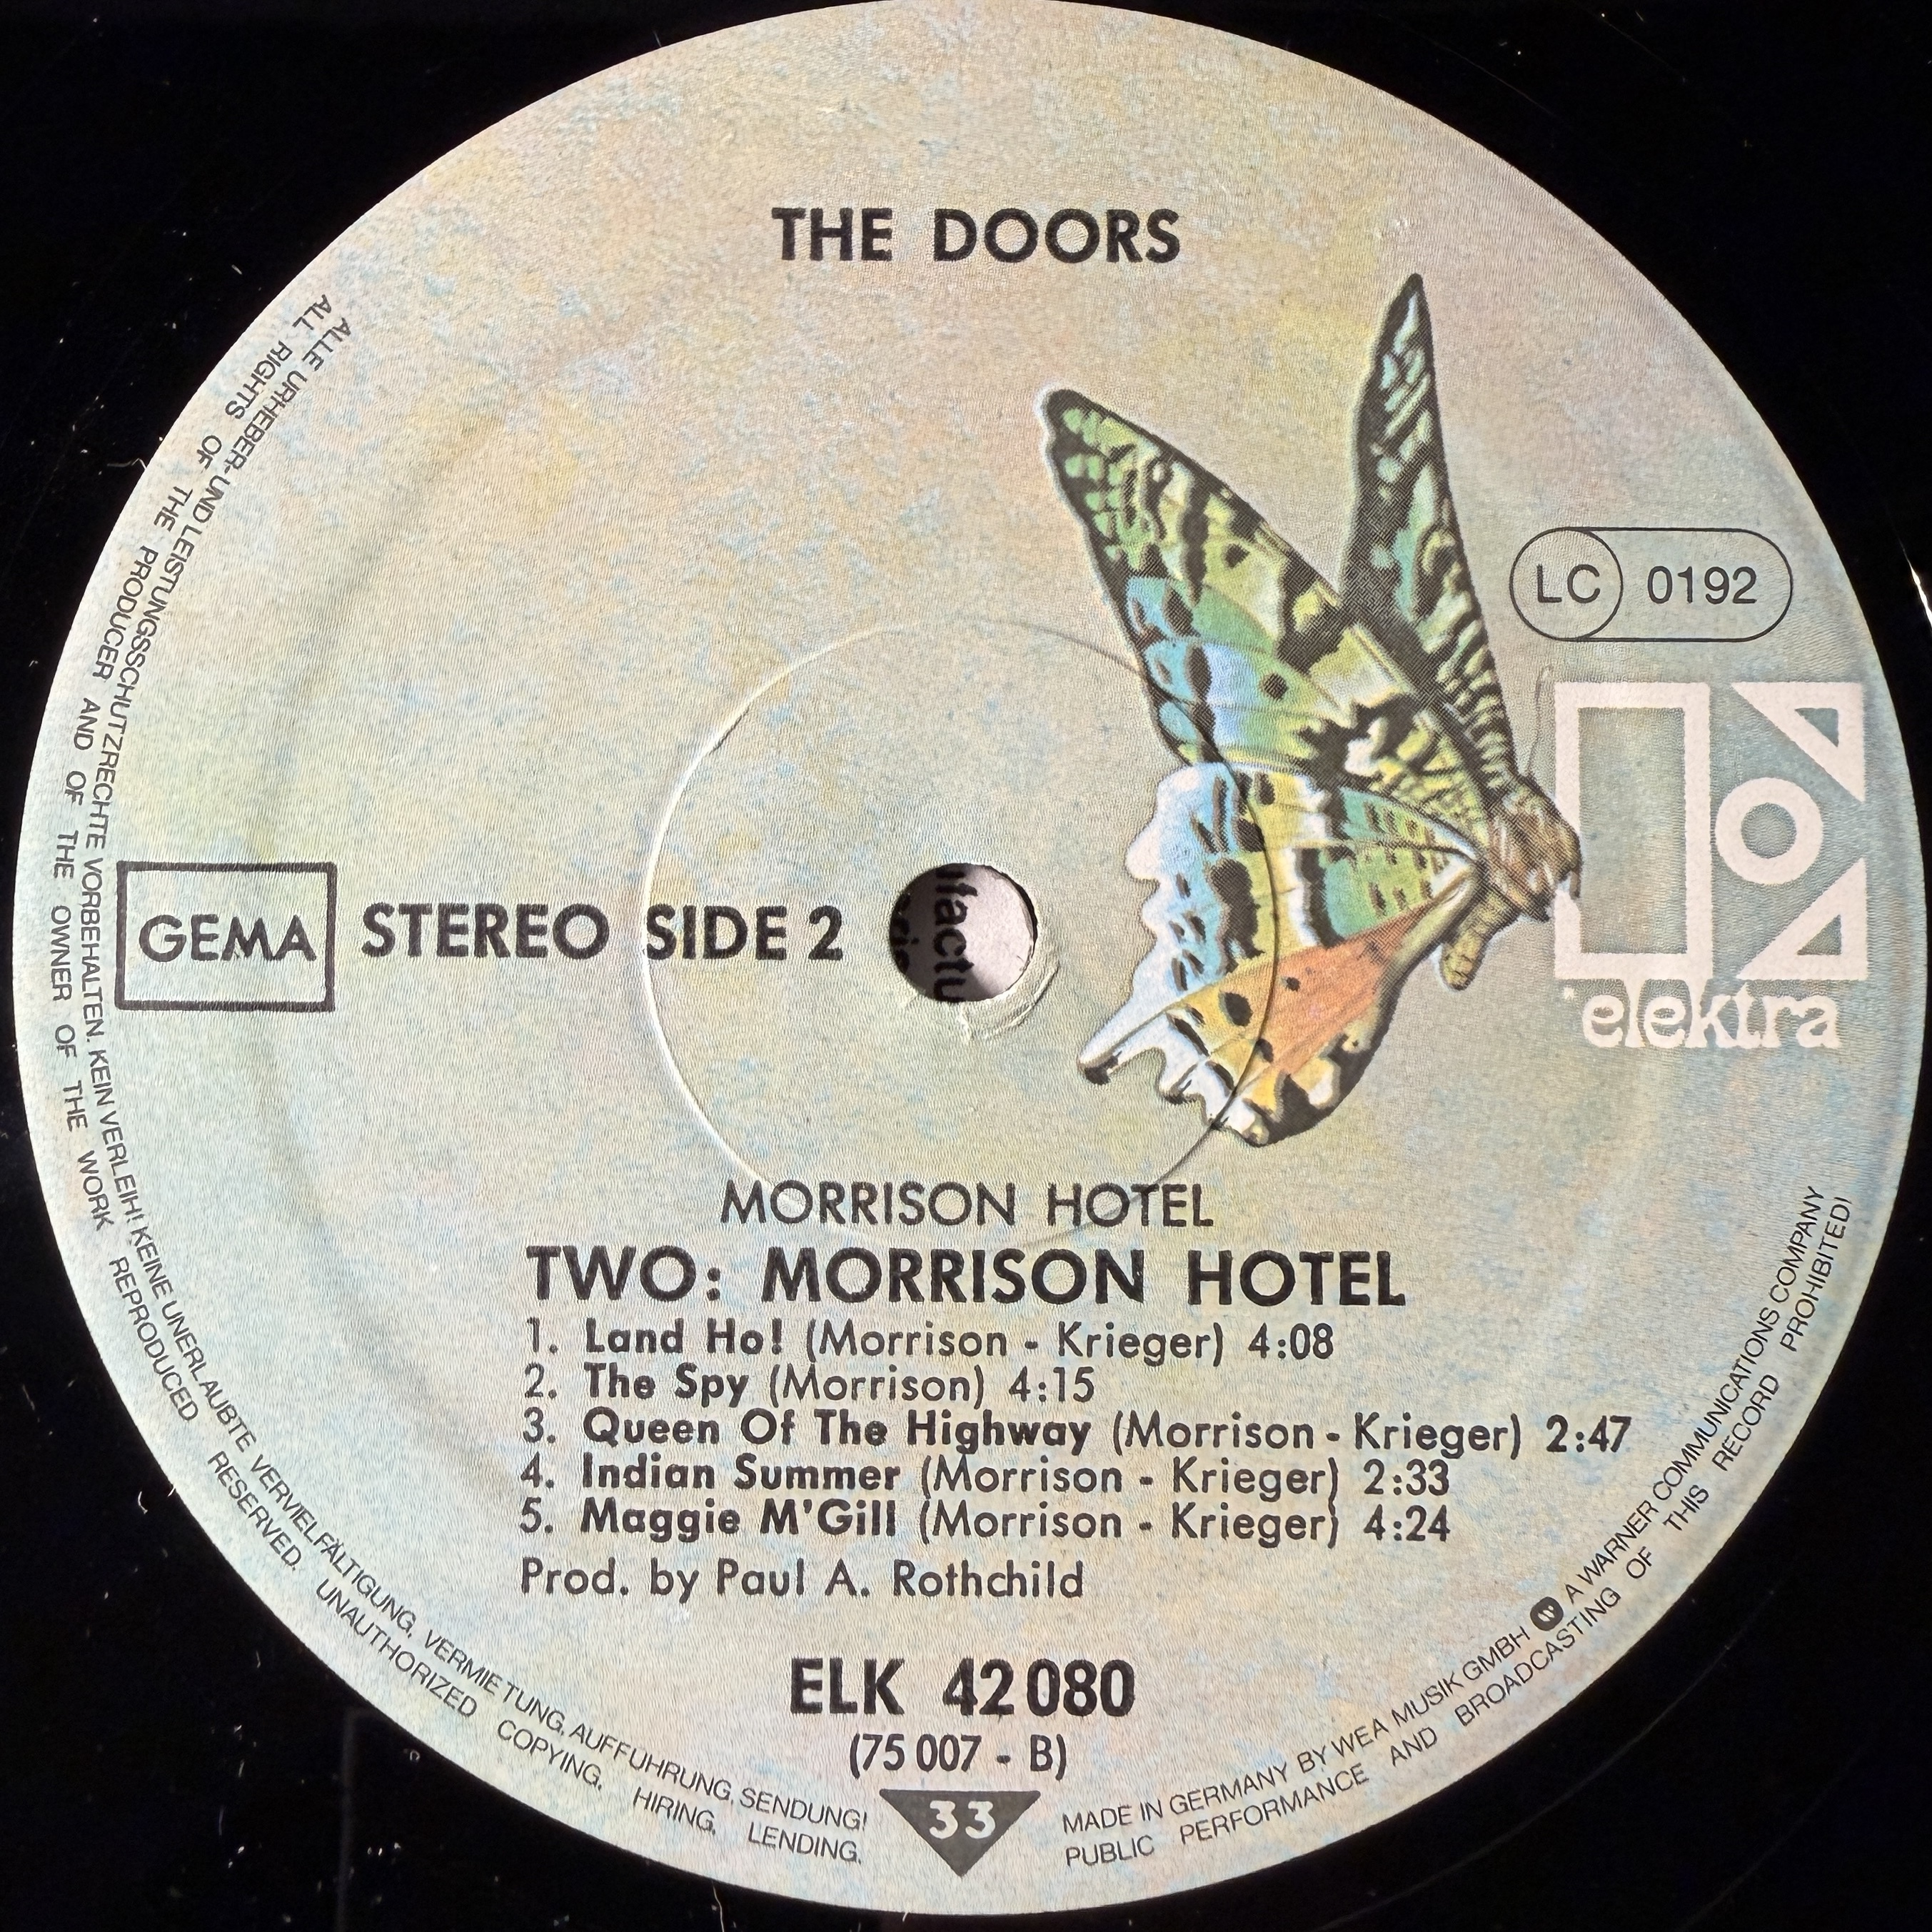 THE DOORS
LC 0192
elektra
GEMA STEREO SIDE 2
MORRISON HOTEL
TWO: MORRISON HOTEL
1. Land Ho! (Morrison - Krieger) 4:08
2. The Spy (Morrison) 4:15
3. Queen Of The Highway (Morrison - Krieger) 2:47
4. Indian Summer (Morrison - Krieger) 2:33
5. Maggie M'Gill (Morrison - Krieger) 4:24
Prod. by Paul A. Rothchild
ELK 42 080
(75 007 - B)
33
ALLE URHEBER- UND LEISTUNGSSCHUTZRECHTE VORBEHALTEN. KEIN VERLEIH! KEINE UNERLAUBTE VERVIELFÄLTIGUNG, VERMIETUNG, AUFFÜHRUNG, SENDUNG!
ALL RIGHTS OF THE PRODUCER AND OF THE OWNER OF THE WORK REPRODUCED RESERVED. UNAUTHORIZED COPYING, HIRING, LENDING,
MADE IN GERMANY BY WEA MUSIK GMBH A WARNER COMMUNICATIONS COMPANY
PUBLIC PERFORMANCE AND BROADCASTING OF THIS RECORD PROHIBITED!